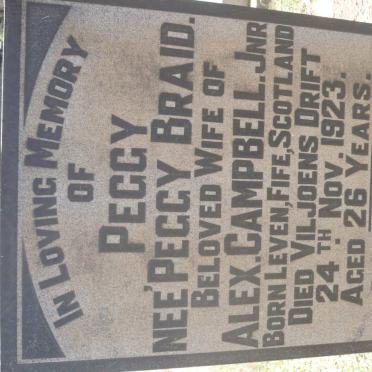 IN LOVING MEMORY
OF
PEGGY
NEE' PEGGY BRAID.
BELOVED WIFE OF
ALEX. CAMPBELL. JNR
BORN LEVEN, FIFE, SCOTLAND
DIED VILJOENS DRIFT
24TH NOV. 1923.
AGED 26 YEARS.